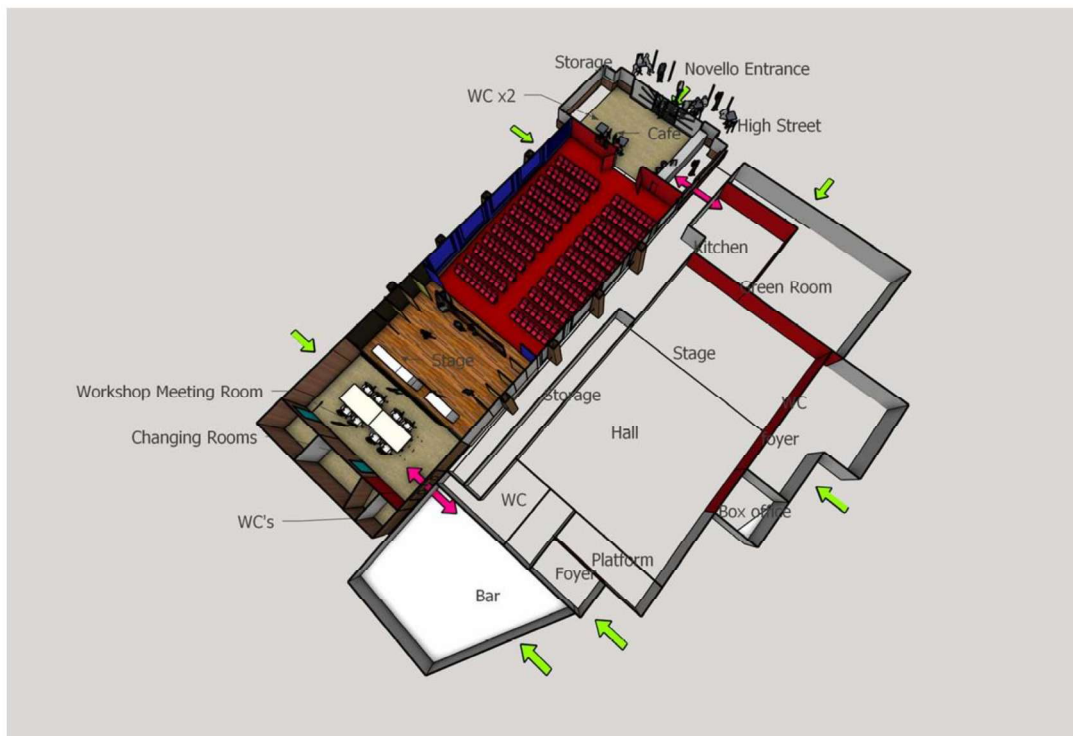 Storage
Novello Entrance
WC x2
Cafe
High Street
Kitchen
Green Room
Stage
Stage
Workshop Meeting Room
Storage
WC
Changing Rooms
Hall
foyer
WC
Box office
WC's
Platform
Foyer
Bar